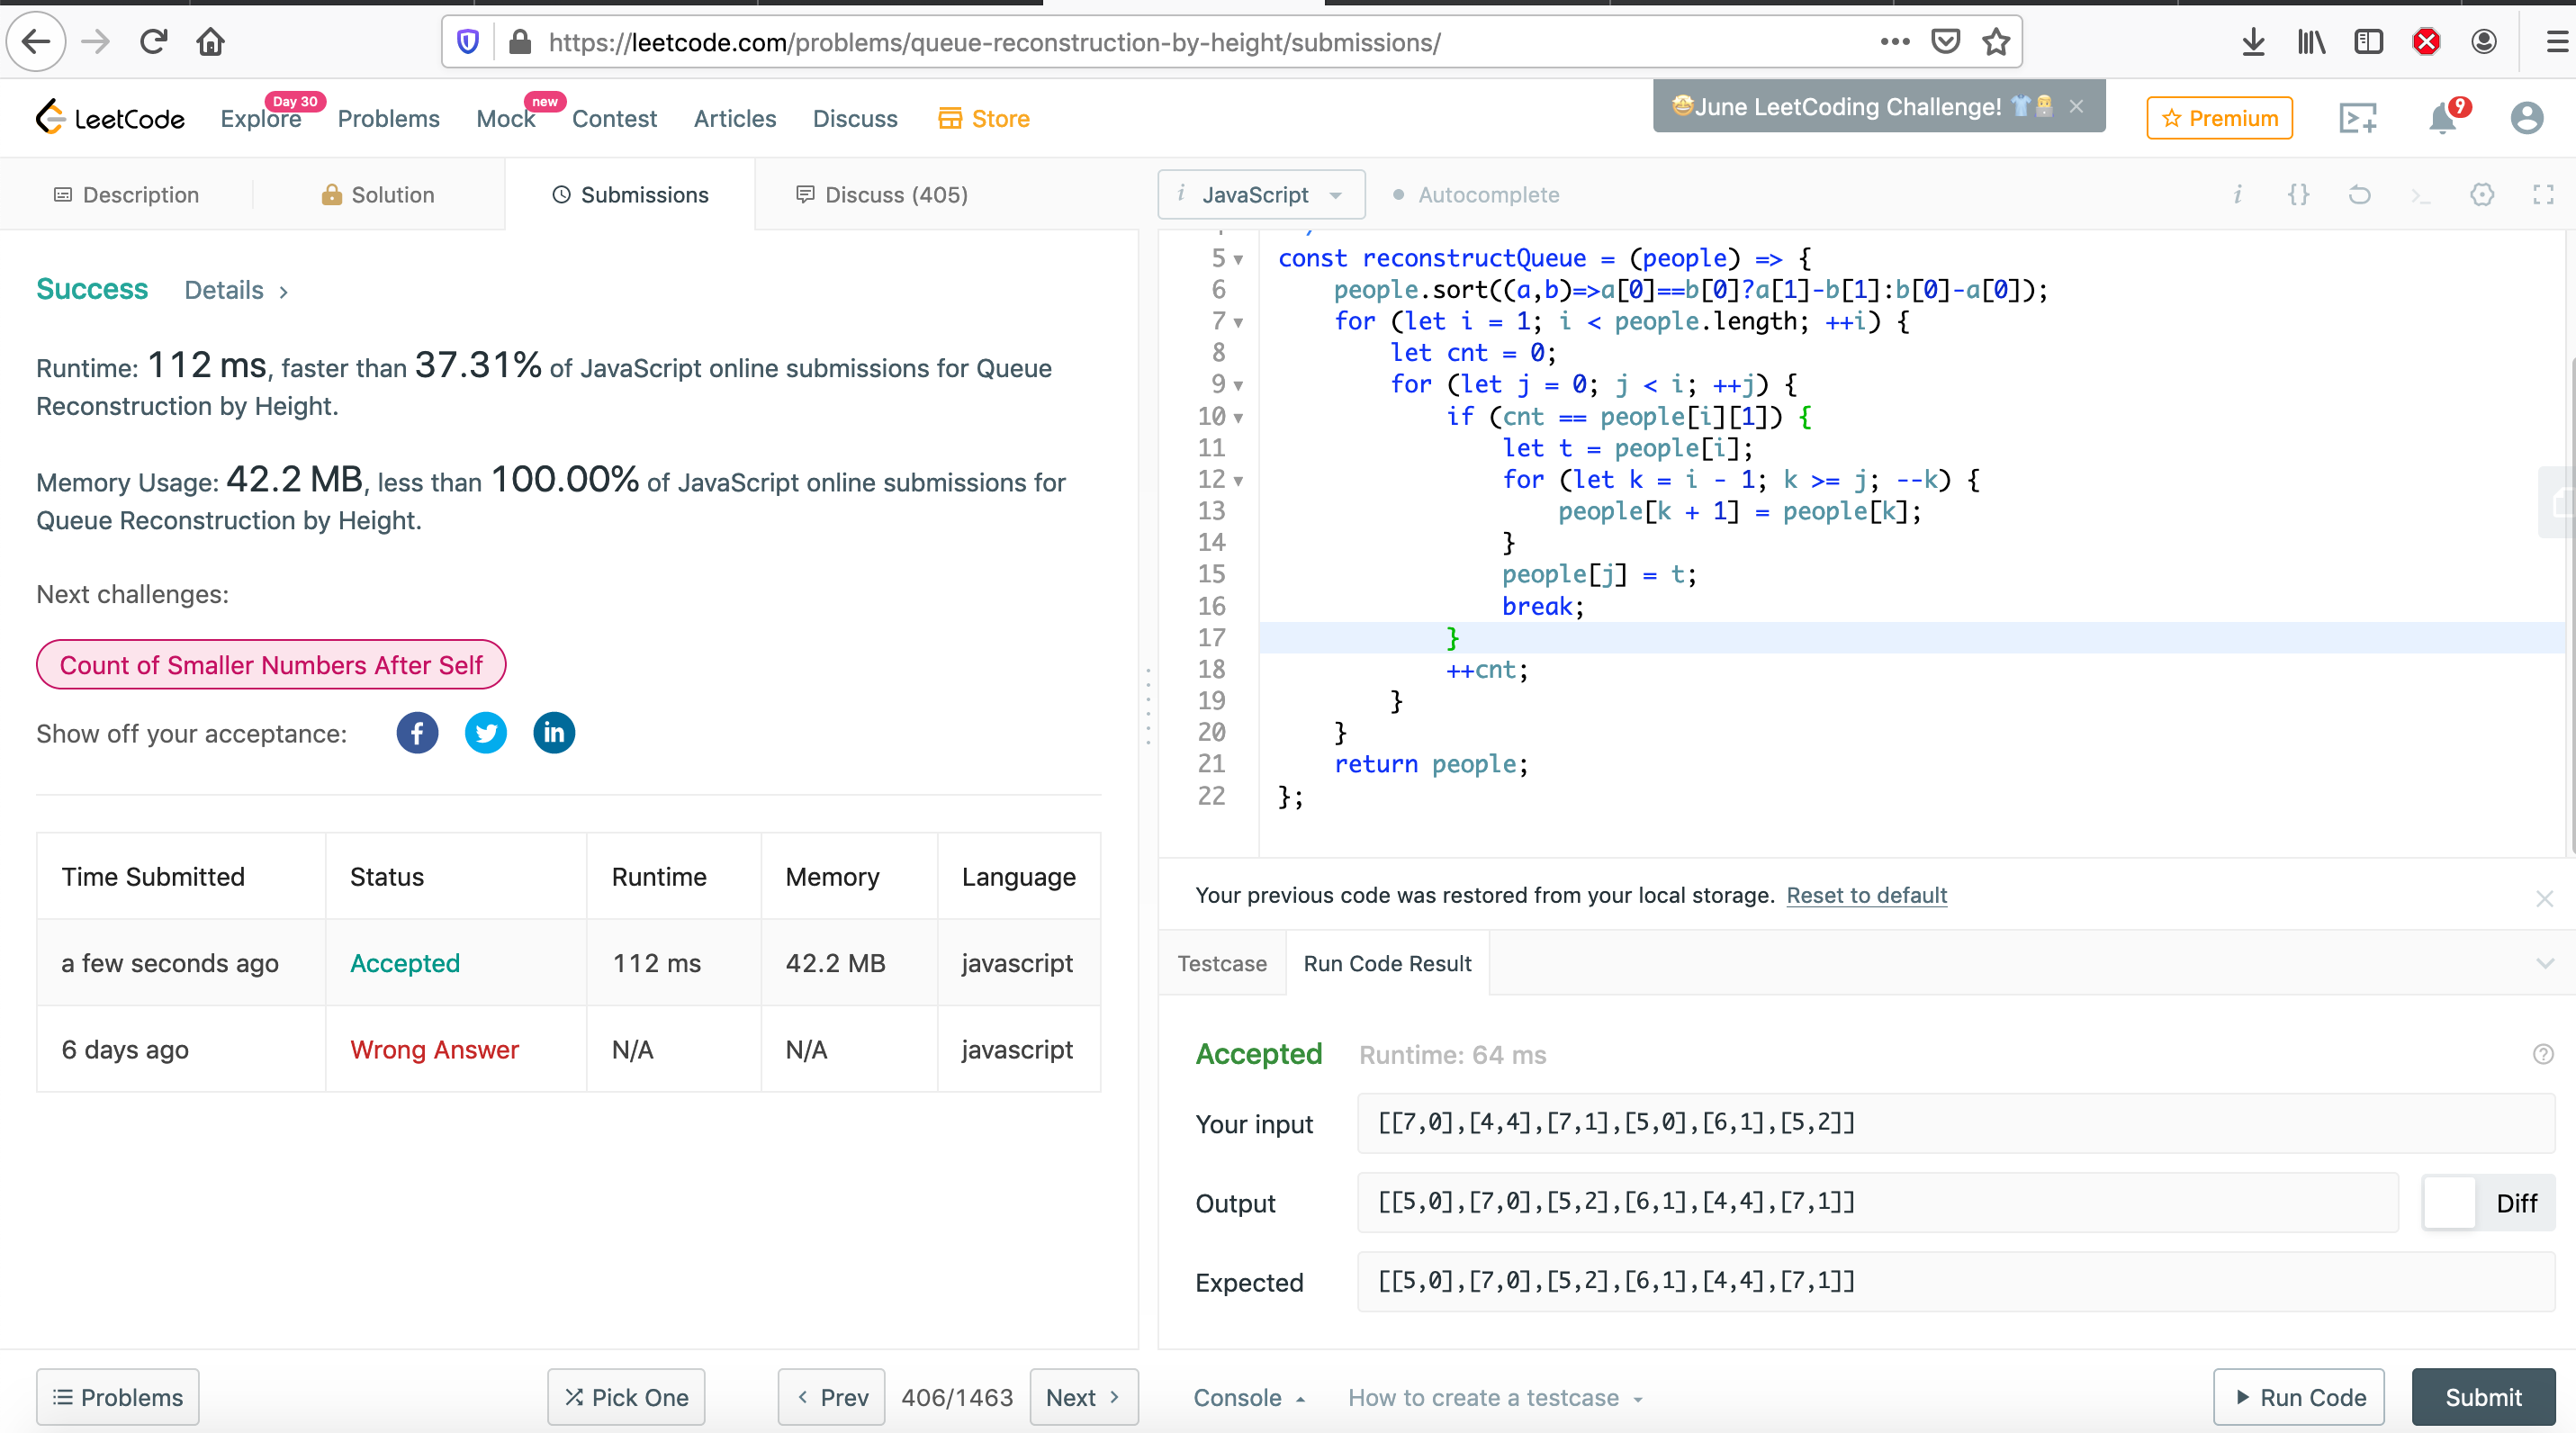 https://leetcode.com/problems/queue-reconstruction-by-height/submissions/
LeetCode
Explore
Day 30
Problems
Mock
new
Contest
Articles
Discuss
Store
🤩June LeetCoding Challenge! 👕
Premium
9
Description
Solution
Submissions
Discuss (405)
i JavaScript
Autocomplete
Success Details >
Runtime: 112 ms, faster than 37.31% of JavaScript online submissions for Queue
Reconstruction by Height.
Memory Usage: 42.2 MB, less than 100.00% of JavaScript online submissions for
Queue Reconstruction by Height.
Next challenges:
Count of Smaller Numbers After Self
Show off your acceptance:
Time Submitted Status Runtime Memory Language
a few seconds ago Accepted 112 ms 42.2 MB javascript
6 days ago Wrong Answer N/A N/A javascript
5 const reconstructQueue = (people) => {
6     people.sort((a,b)=>a[0]==b[0]?a[1]-b[1]:b[0]-a[0]);
7     for (let i = 1; i < people.length; ++i) {
8         let cnt = 0;
9         for (let j = 0; j < i; ++j) {
10             if (cnt == people[i][1]) {
11                 let t = people[i];
12                 for (let k = i - 1; k >= j; --k) {
13                     people[k + 1] = people[k];
14                 }
15                 people[j] = t;
16                 break;
17             }
18             ++cnt;
19         }
20     }
21     return people;
22 };
Your previous code was restored from your local storage. Reset to default
Testcase
Run Code Result
Accepted Runtime: 64 ms
Your input [[7,0],[4,4],[7,1],[5,0],[6,1],[5,2]]
Output [[5,0],[7,0],[5,2],[6,1],[4,4],[7,1]] Diff
Expected [[5,0],[7,0],[5,2],[6,1],[4,4],[7,1]]
Problems
Pick One
Prev
406/1463
Next
Console
How to create a testcase
Run Code
Submit